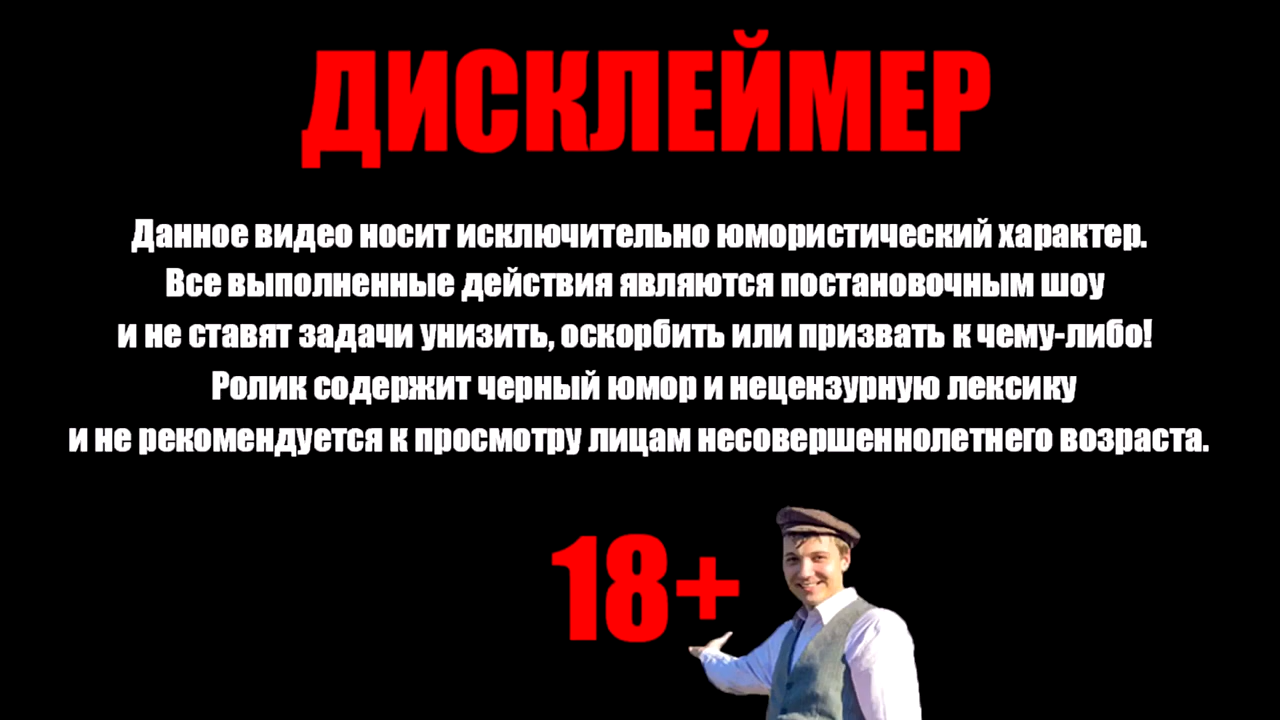 ДИСКЛЕЙМЕР
Данное видео носит исключительно юмористический характер.
Все выполненные действия являются постановочным шоу
и не ставят задачи унизить, оскорбить или призвать к чему-либо!
Ролик содержит черный юмор и нецензурную лексику
и не рекомендуется к просмотру лицам несовершеннолетнего возраста.
18+